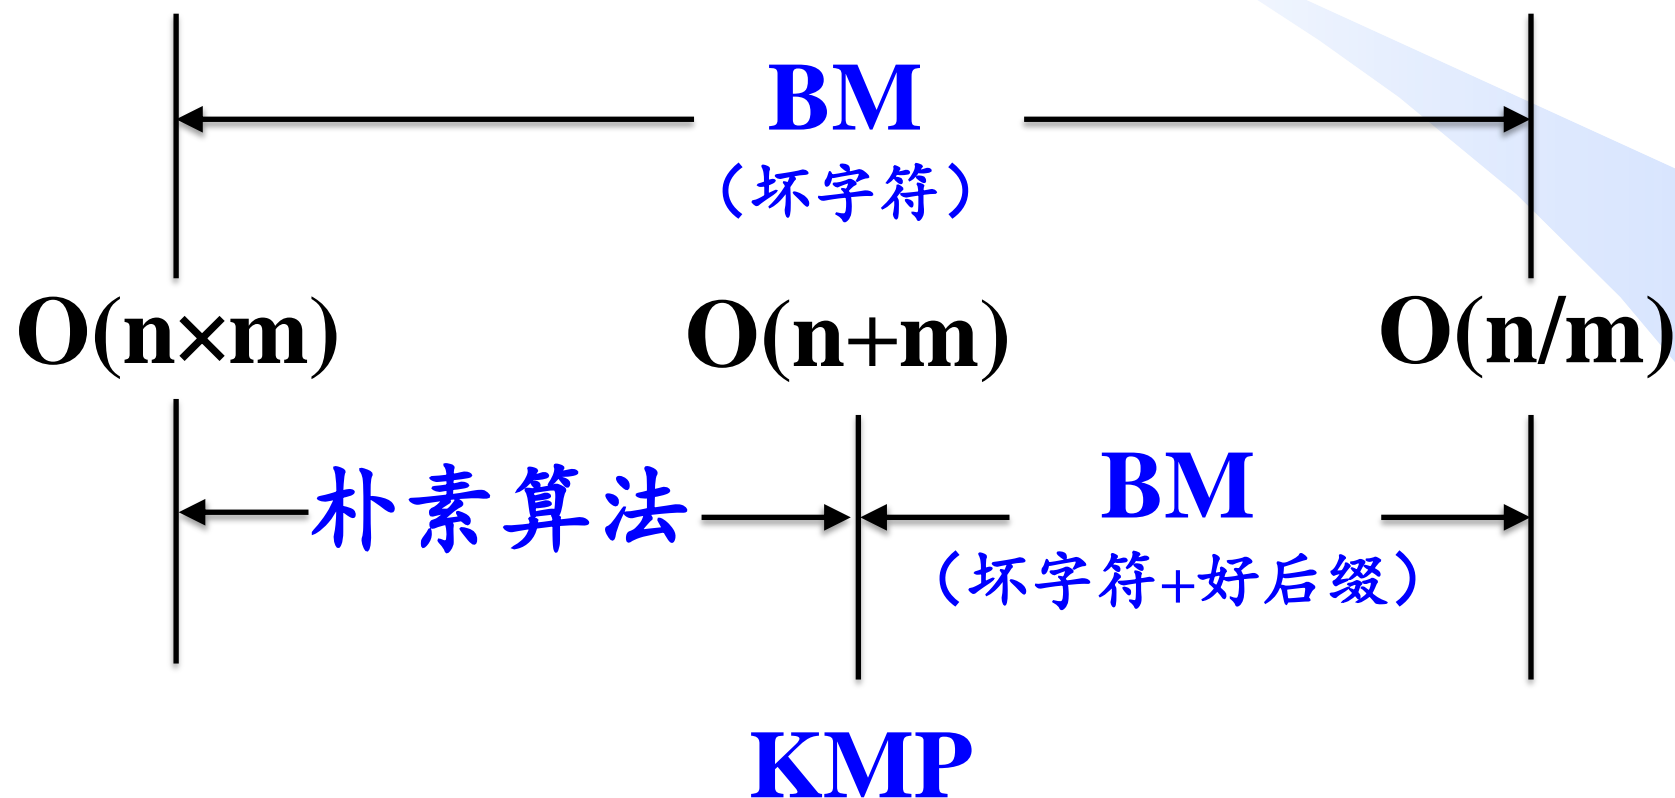 BM
（坏字符）
O(n×m) O(n+m) O(n/m)
朴素算法 BM
（坏字符+好后缀）
KMP